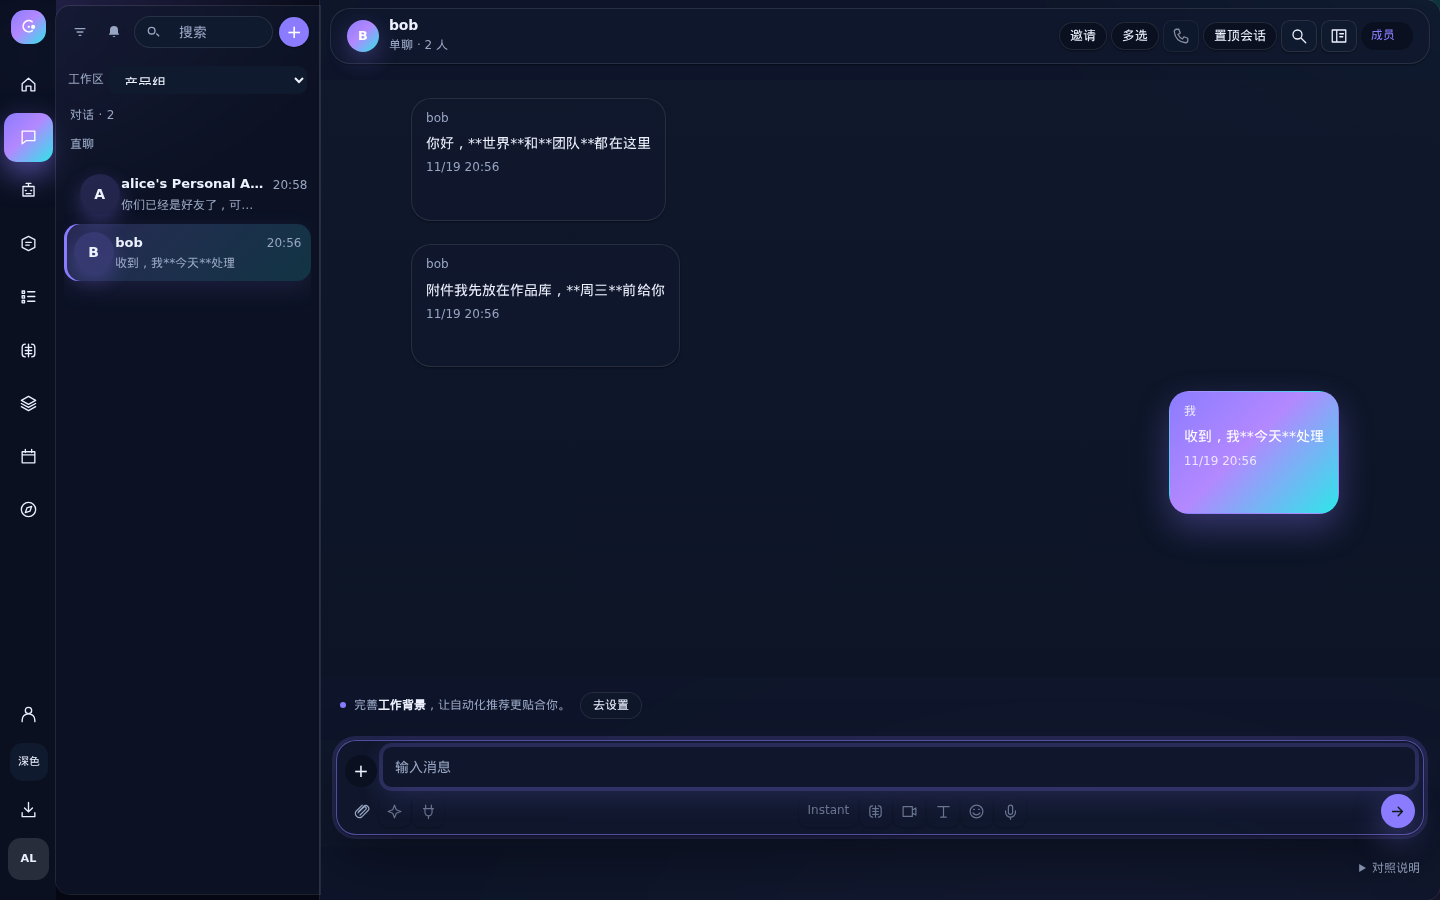 搜索
工作区
产品组
对话 · 2
直聊
A
alice's Personal A...
20:58
你们已经是好友了，可...
B
bob
20:56
收到，我**今天**处理
深色
AL
B
bob
单聊 · 2 人
邀请
多选
置顶会话
成员
bob
你好，**世界**和**团队**都在这里
11/19 20:56
bob
附件我先放在作品库，**周三**前给你
11/19 20:56
我
收到，我**今天**处理
11/19 20:56
完善工作背景，让自动化推荐更贴合你。
去设置
输入消息
Instant
▶ 对照说明